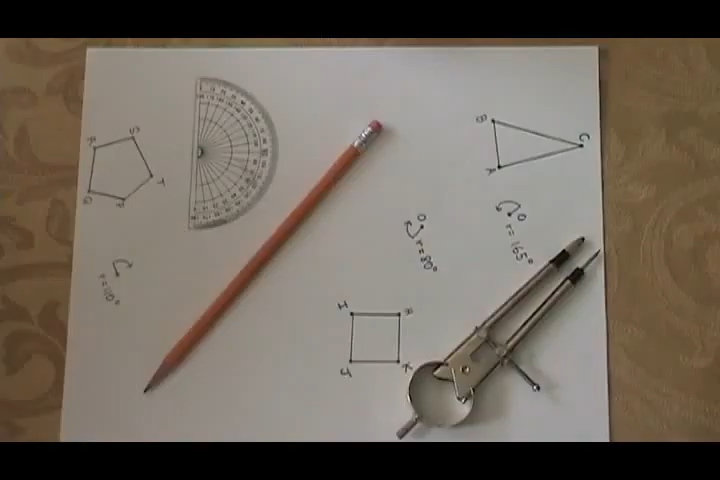 B
C
A
O
r = 165°
O
r = 80°
I
J
K
S
R
T
Q
P
r = 110°